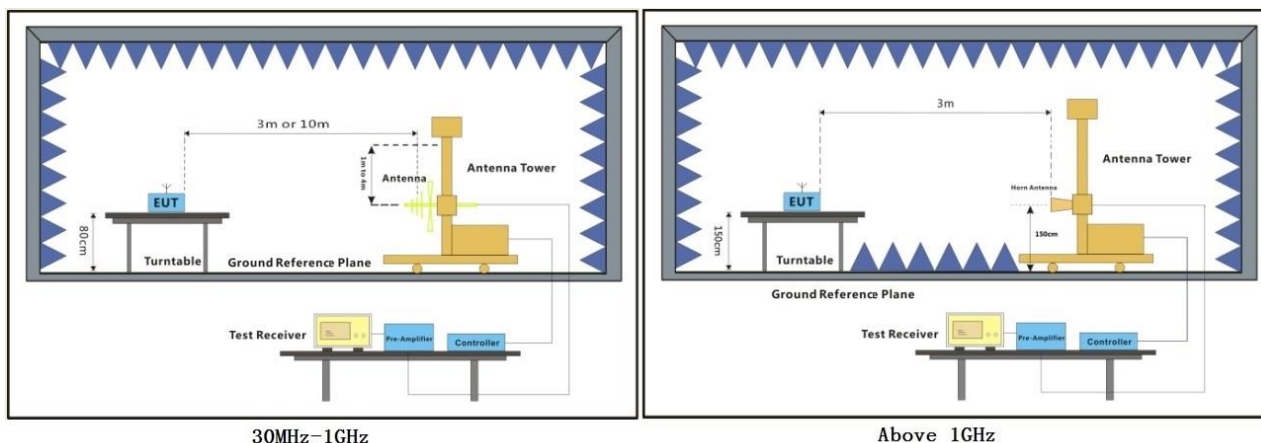 3m or 10m
1m to 4m
Antenna
Antenna Tower
EUT
80cm
Turntable
Ground Reference Plane
Test Receiver
Pre-Amplifier
Controller
30MHz-1GHz
3m
Antenna Tower
Horn Antenna
EUT
150cm
150cm
Turntable
Ground Reference Plane
Test Receiver
Pre-Amplifier
Controller
Above 1GHz